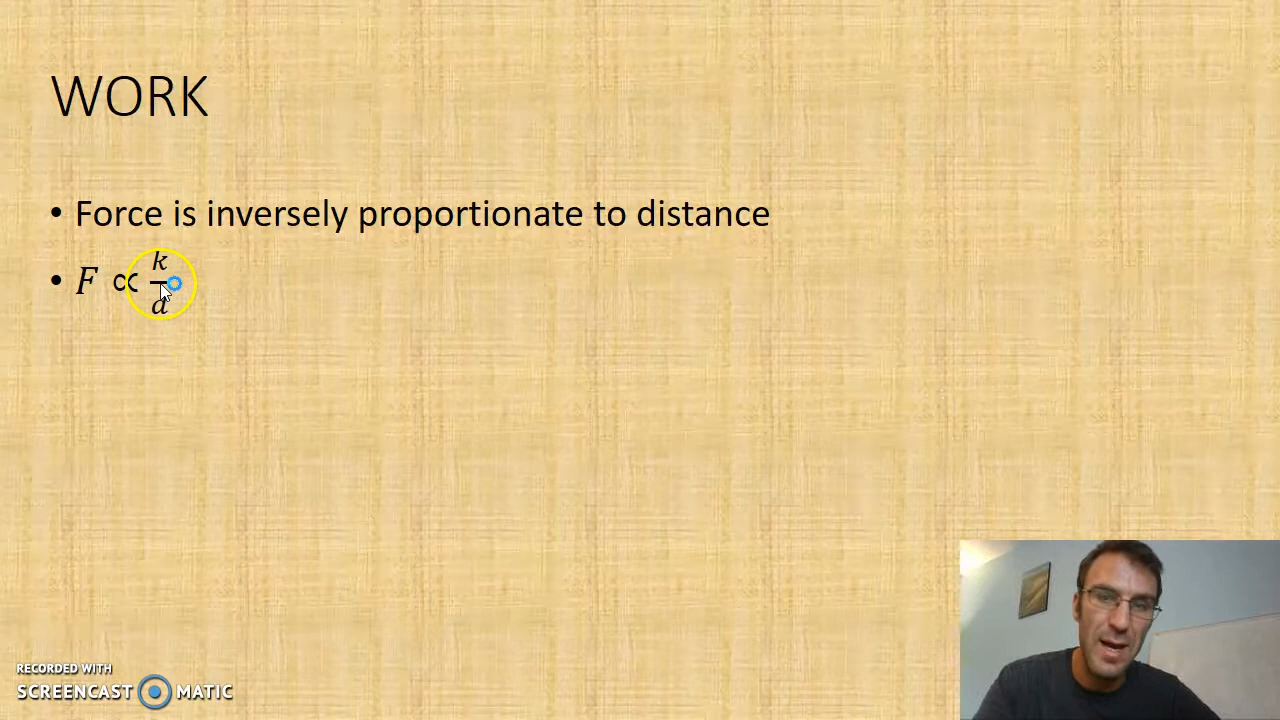 WORK
• Force is inversely proportionate to distance
• F ∝ k/d
RECORDED WITH
SCREENCAST MATIC